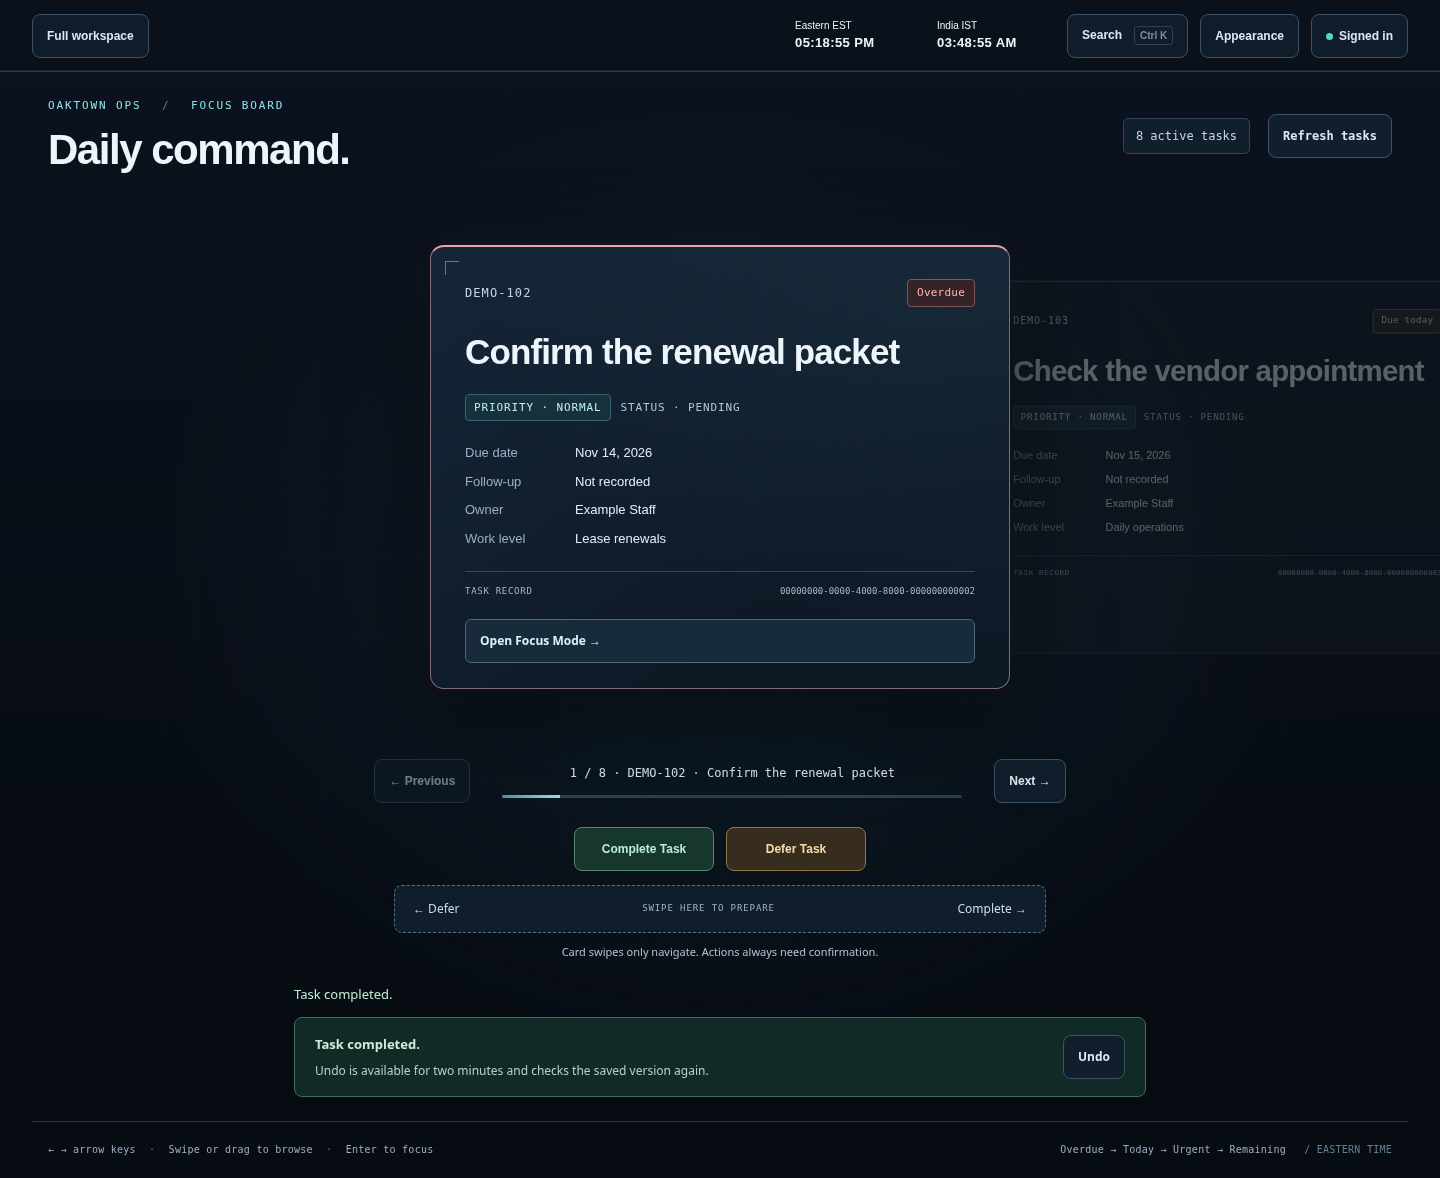 Full workspace
Eastern EST
05:18:55 PM
India IST
03:48:55 AM
Search Ctrl K
Appearance
Signed in
OAKTOWN OPS / FOCUS BOARD
Daily command.
8 active tasks
Refresh tasks
DEMO-102
Overdue
Confirm the renewal packet
PRIORITY · NORMAL STATUS · PENDING
Due date Nov 14, 2026
Follow-up Not recorded
Owner Example Staff
Work level Lease renewals
TASK RECORD 00000000-0000-4000-8000-000000000002
Open Focus Mode →
DEMO-103
Due today
Check the vendor appointment
PRIORITY · NORMAL STATUS · PENDING
Due date Nov 15, 2026
Follow-up Not recorded
Owner Example Staff
Work level Daily operations
TASK RECORD 00000000-0000-4000-8000-000000000003
← Previous
1 / 8 · DEMO-102 · Confirm the renewal packet
Next →
Complete Task
Defer Task
← Defer SWIPE HERE TO PREPARE Complete →
Card swipes only navigate. Actions always need confirmation.
Task completed.
Task completed.
Undo is available for two minutes and checks the saved version again.
Undo
← → arrow keys · Swipe or drag to browse · Enter to focus
Overdue → Today → Urgent → Remaining / EASTERN TIME